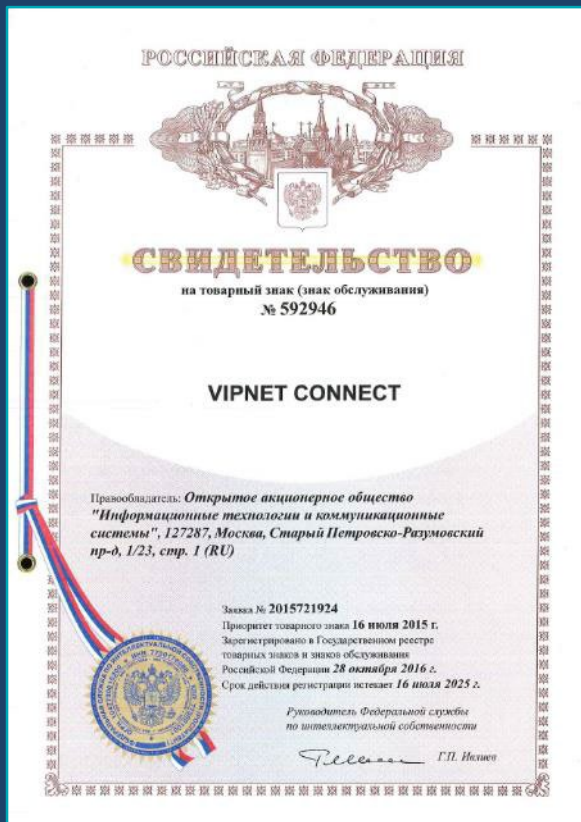 РОССИЙСКАЯ ФЕДЕРАЦИЯ
СВИДЕТЕЛЬСТВО
на товарный знак (знак обслуживания)
№ 592946
VIPNET CONNECT
Правообладатель: Открытое акционерное общество
"Информационные технологии и коммуникационные
системы", 127287, Москва, Старый Петровско-Разумовский
пр-д, 1/23, стр. 1 (RU)
Заявка № 2015721924
Приоритет товарного знака 16 июля 2015 г.
Зарегистрировано в Государственном реестре
товарных знаков и знаков обслуживания
Российской Федерации 28 октября 2016 г.
Срок действия регистрации истекает 16 июля 2025 г.
Руководитель Федеральной службы
по интеллектуальной собственности
Г.П. Ивлиев